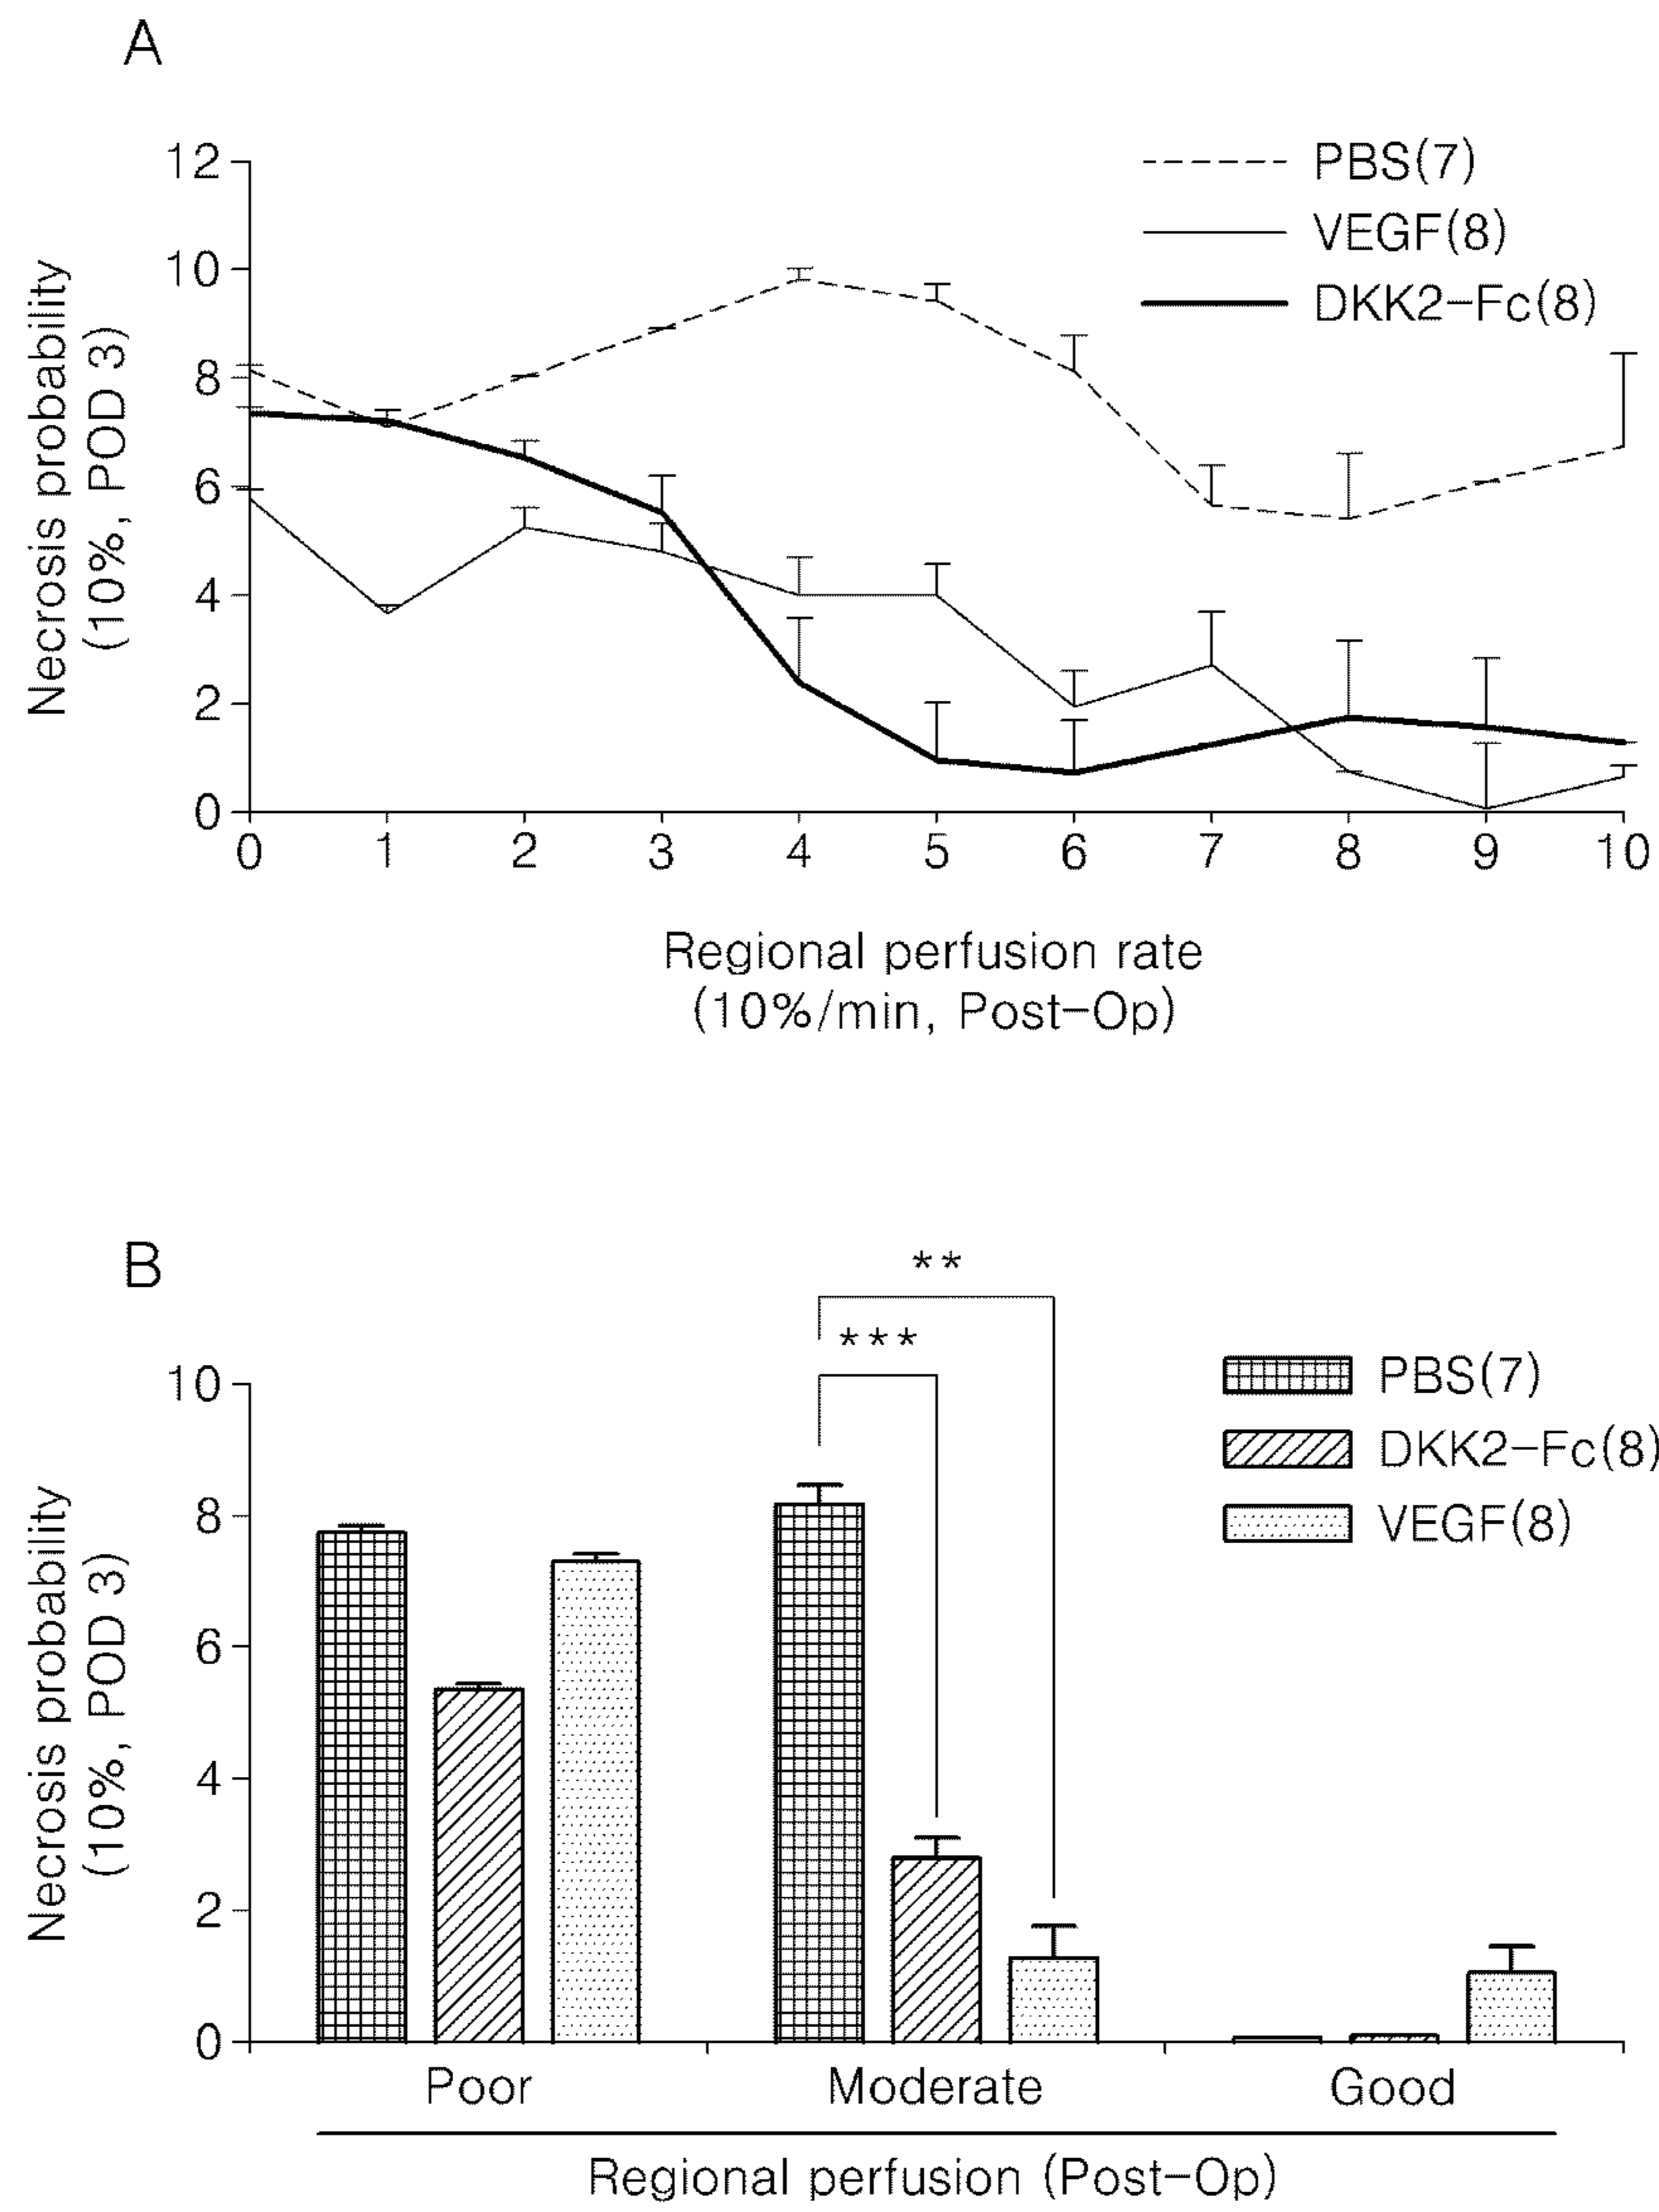 A
12
10
8
6
4
2
0
Necrosis probability
(10%, POD 3)
PBS(7)
VEGF(8)
DKK2-Fc(8)
0 1 2 3 4 5 6 7 8 9 10
Regional perfusion rate
(10%/min, Post-Op)
B
**
***
10
8
6
4
2
0
Necrosis probability
(10%, POD 3)
PBS(7)
DKK2-Fc(8)
VEGF(8)
Poor Moderate Good
Regional perfusion (Post-Op)